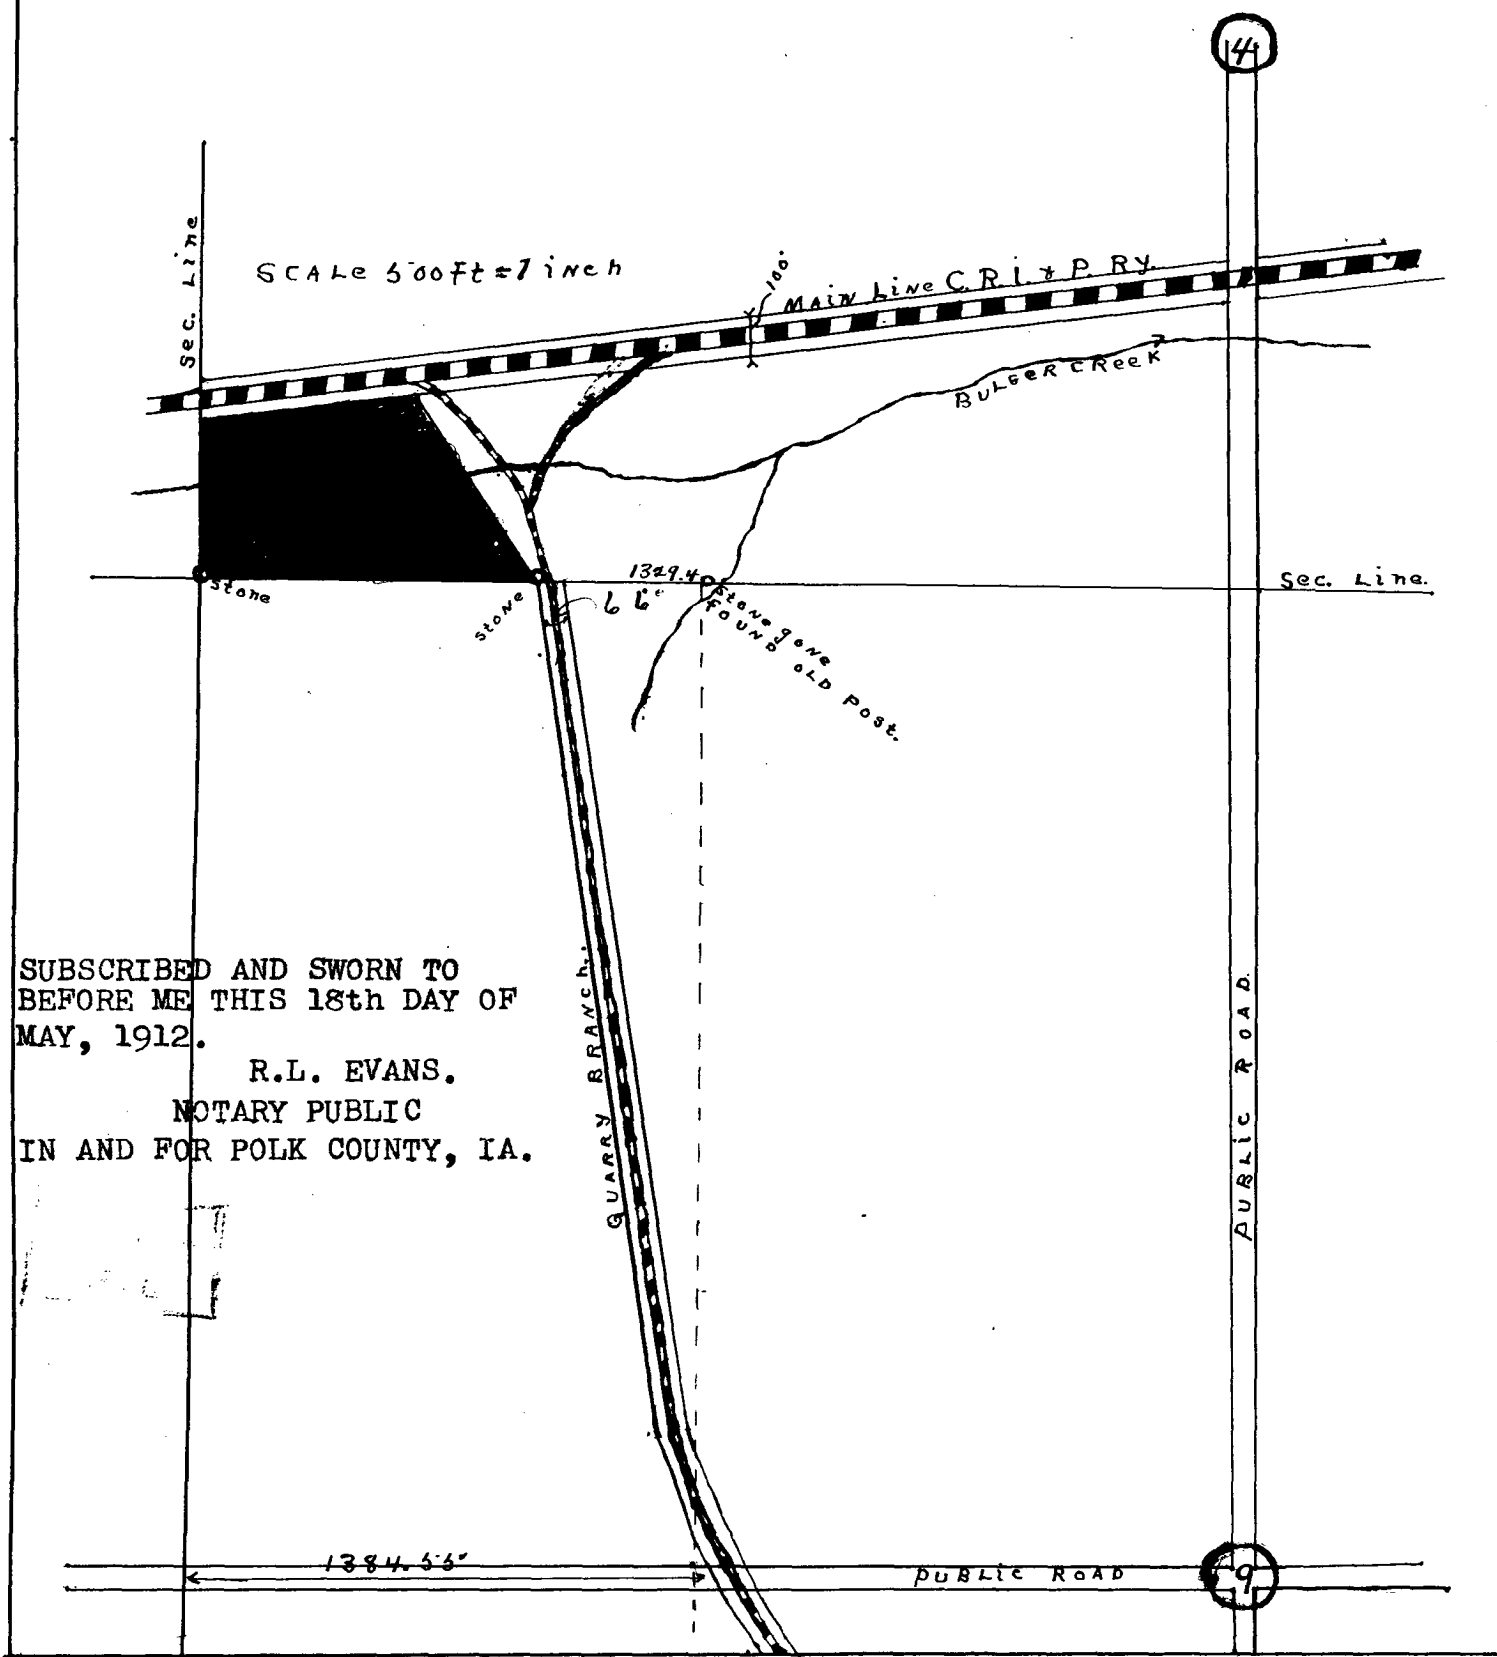 4
Sec. Line
SCALE 500Ft = 1 inch
100'
MAIN LINE C. R. I. & P. RY.
BULGER CREEK
Stone
Stone
66'
1329.4
Stone gone
FOUND OLD Post.
Sec. Line.
SUBSCRIBED AND SWORN TO
BEFORE ME THIS 18th DAY OF
MAY, 1912.
R.L. EVANS.
NOTARY PUBLIC
IN AND FOR POLK COUNTY, IA.
QUARRY BRANCH.
PUBLIC ROAD.
1384.55'
PUBLIC ROAD
9